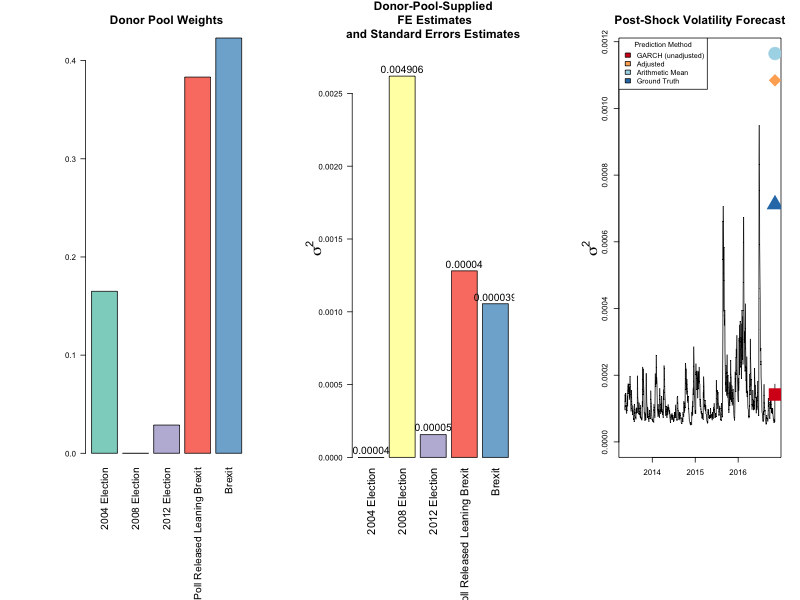 Donor Pool Weights
0.4
0.3
0.2
0.1
0.0
2004 Election
2008 Election
2012 Election
Poll Released Leaning Brexit
Brexit
Donor-Pool-Supplied
FE Estimates
and Standard Errors Estimates
σ2
0.0025
0.0020
0.0015
0.0010
0.0005
0.0000
0.00004
0.004906
0.00005
0.00004
0.000039
2004 Election
2008 Election
2012 Election
oll Released Leaning Brexit
Brexit
Post-Shock Volatility Forecast
σ2
0.0012
0.0010
0.0008
0.0006
0.0004
0.0002
0.0000
Prediction Method
GARCH (unadjusted)
Adjusted
Arithmetic Mean
Ground Truth
2014
2015
2016